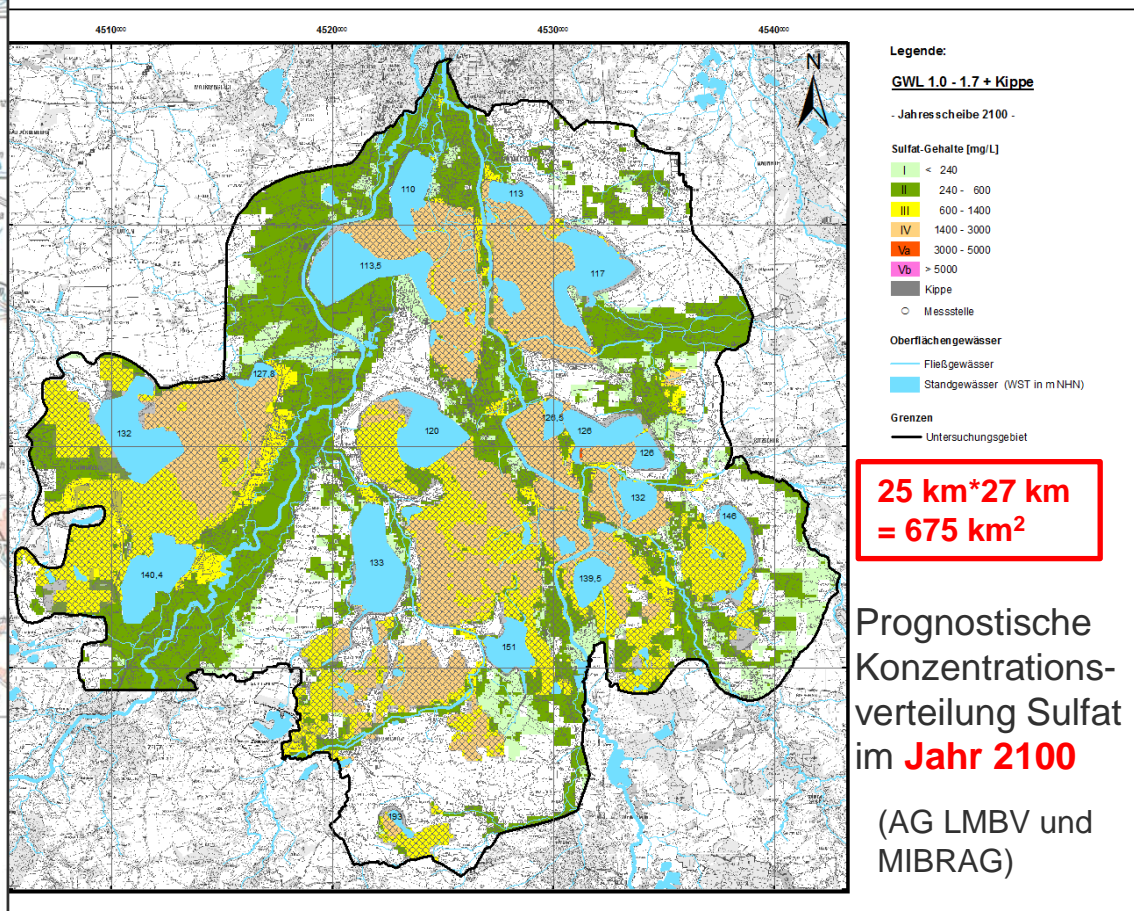 4510000
4520000
4530000
4540000
N
110
113
113,5
117
127,8
132
120
126,5
126
126
132
146
140,4
133
139,5
151
193
Legende:
GWL 1.0 - 1.7 + Kippe
- Jahresscheibe 2100 -
Sulfat-Gehalte [mg/L]
I < 240
II 240 - 600
III 600 - 1400
IV 1400 - 3000
Va 3000 - 5000
Vb > 5000
Kippe
Messstelle
Oberflächengewässer
Fließgewässer
Standgewässer (WST in m NHN)
Grenzen
Untersuchungsgebiet
25 km*27 km
= 675 km²
Prognostische
Konzentrations-
verteilung Sulfat
im Jahr 2100
(AG LMBV und
MIBRAG)